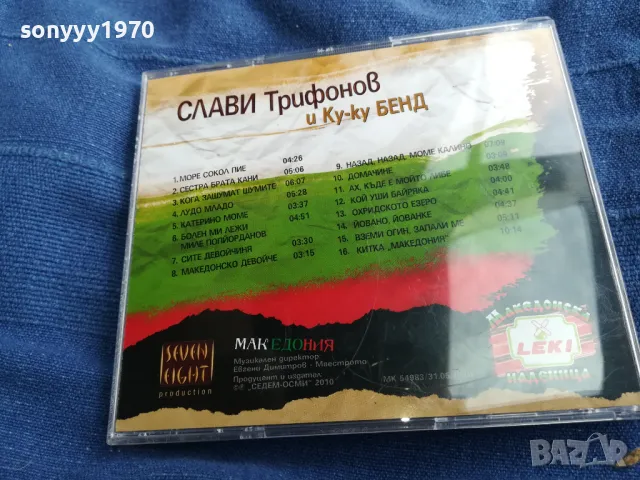 sonyyy1970
СЛАВИ Трифонов
и Ку-ку БЕНД
1. МОРЕ СОКОЛ ПИЕ 04:26
2. СЕСТРА БРАТА КАНИ 05:06
3. КОГА ЗАШУМАТ ШУМИТЕ 06:07
4. ЛУДО МЛАДО 05:28
5. КАТЕРИНО МОМЕ 03:37
6. БОЛЕН МИ ЛЕЖИ 04:51
МИЛЕ ПОПЙОРДАНОВ
7. СИТЕ ДЕВОЙЧИНЯ 03:30
8. МАКЕДОНСКО ДЕВОЙЧЕ 03:15
9. НАЗАД, НАЗАД, МОМЕ КАЛИНО
10. ДОМАЧИНЕ
11. АХ, КЪДЕ Е МОЙТО ЛИБЕ 03:48
12. КОЙ УШИ БАЙРЯКА 04:00
13. ОХРИДСКОТО ЕЗЕРО 04:41
14. ЙОВАНО, ЙОВАНКЕ 04:37
15. ВЗЕМИ ОГИН, ЗАПАЛИ МЕ
16. КИТКА „МАКЕДОНИЯ" 10:14
МАКЕДОНИЯ
Музикален директор
Евгени Димитров - Маестрото
Продуцент и издател
"СЕДЕМ-ОСМИ" 2010
SEVEN
EIGHT
production
МАКЕДОНСКА
LEKI
НАДЕНИЦА
BAZAR
bg